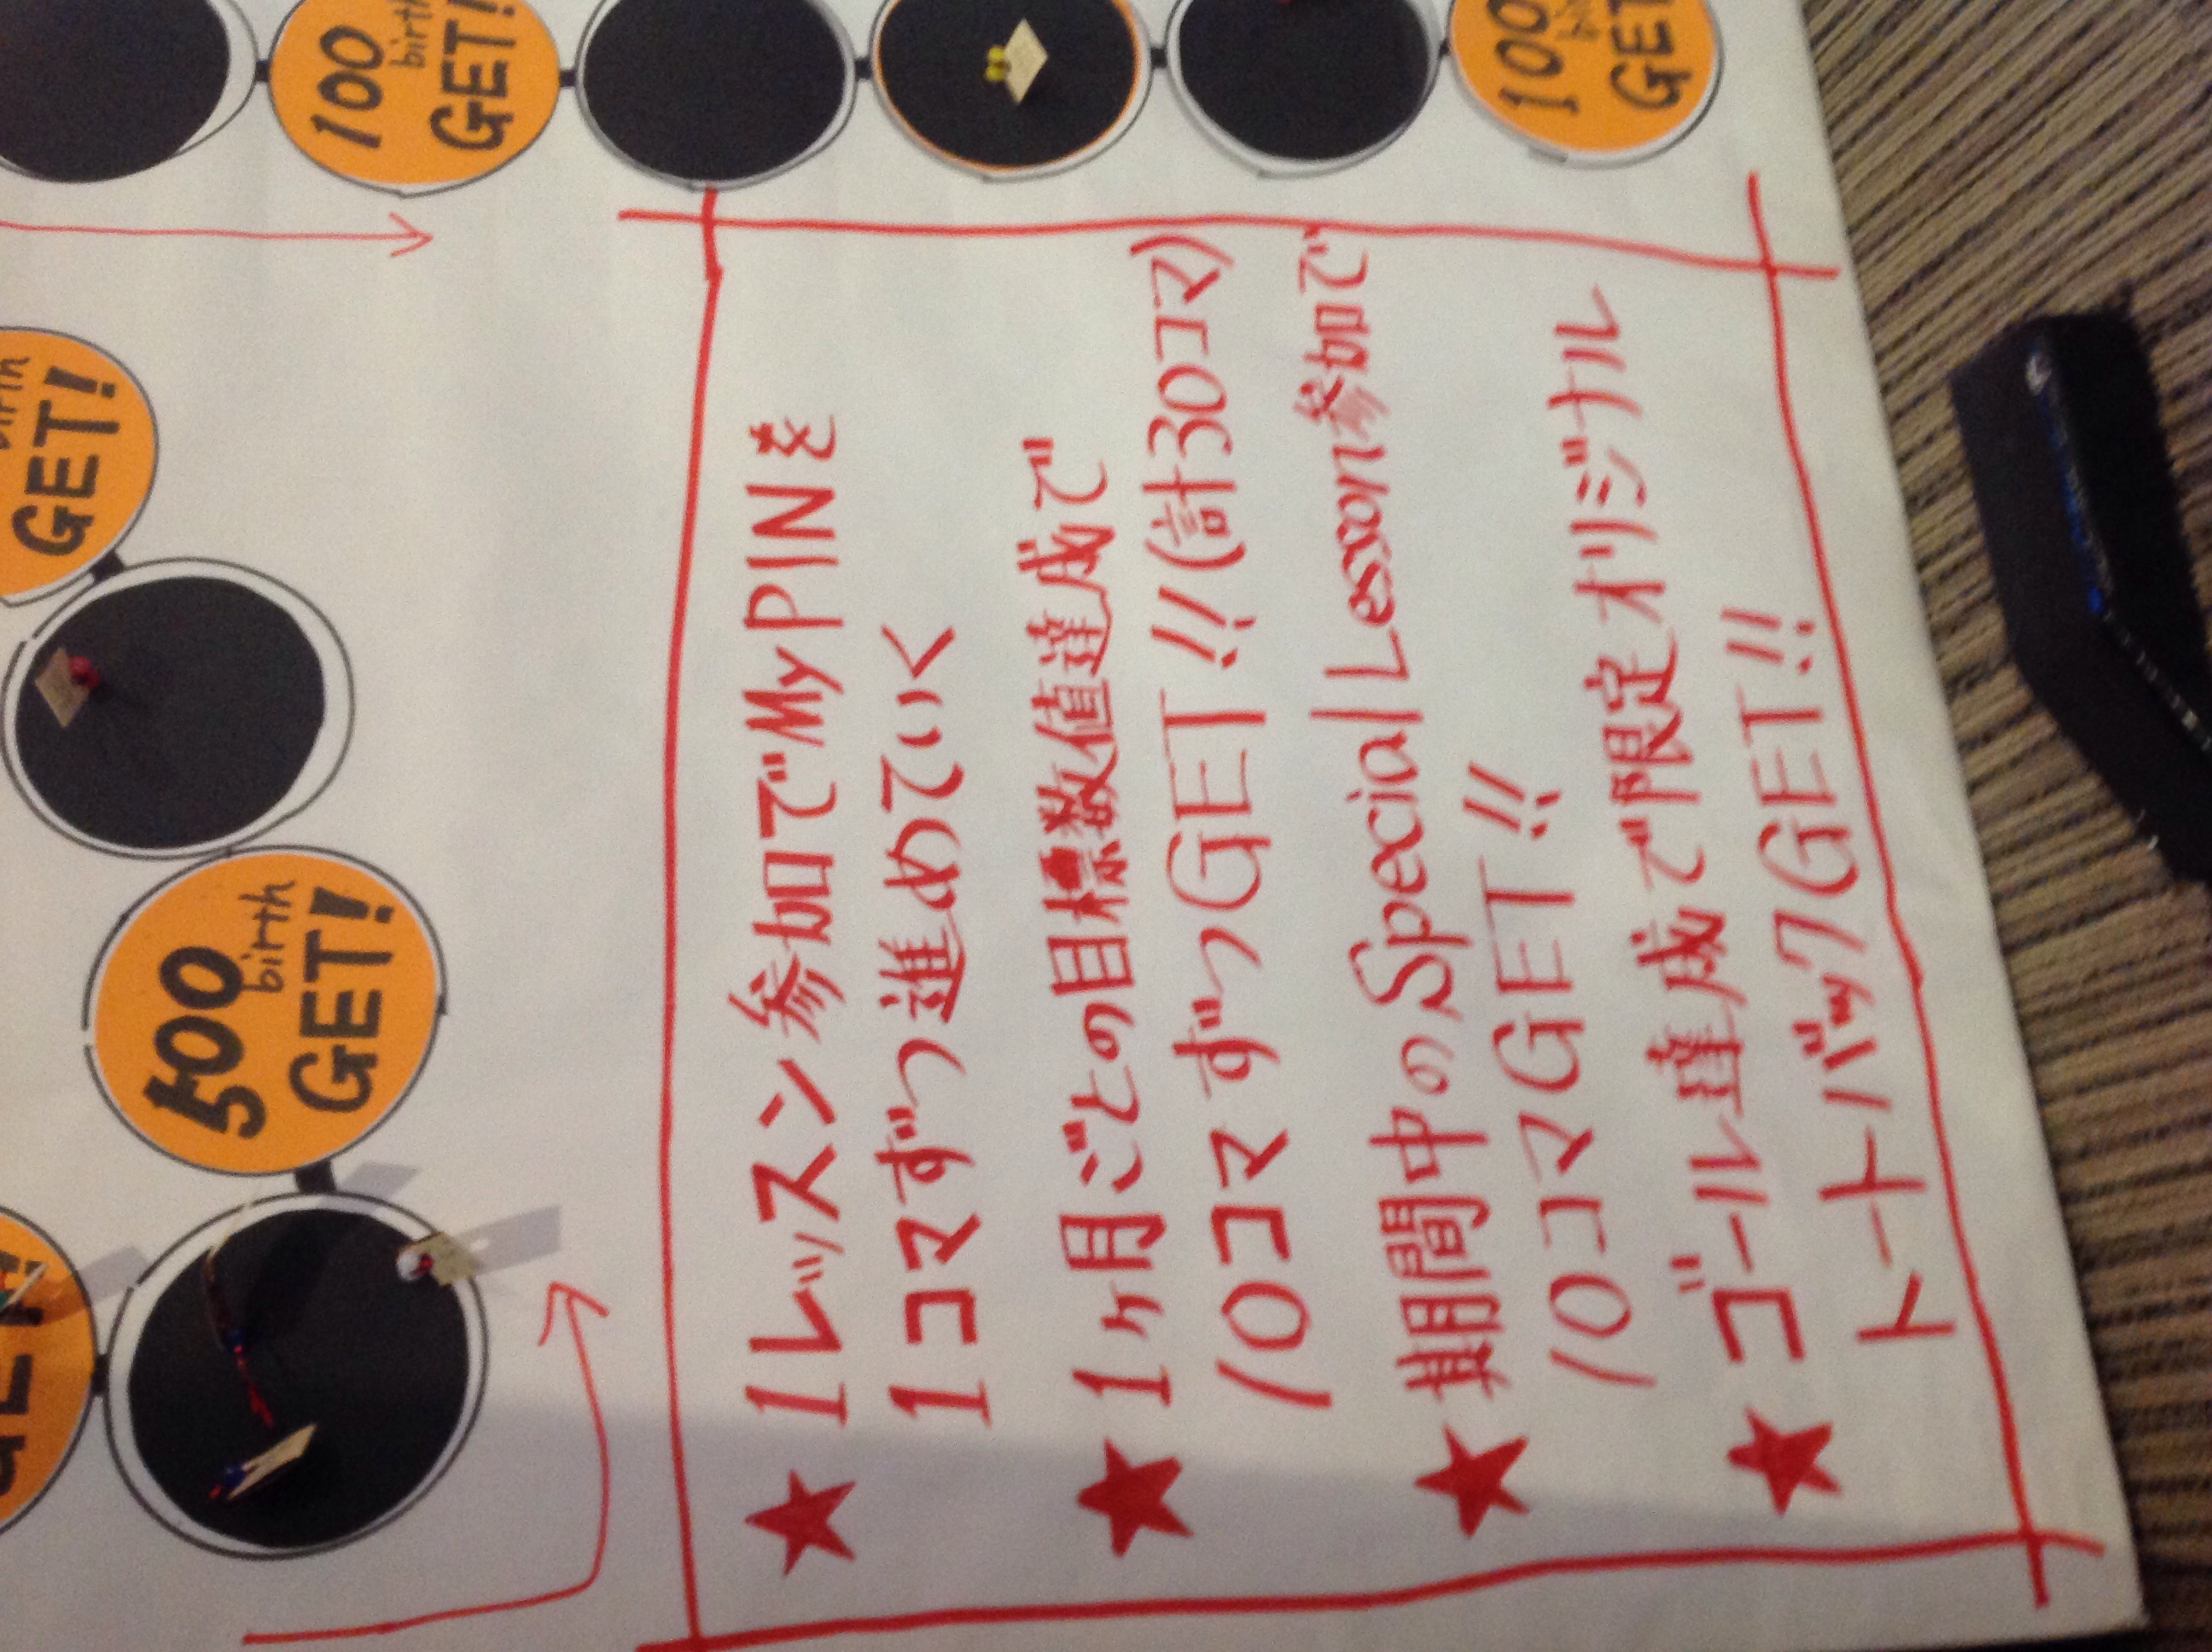 100
birth
GET!
100
GET
GET!
500
birth
GET!
★1レッスン参加でMyPINを
1コマずつ進めていく
★1ヶ月ごとの目標数値達成で
10コマずつGET!!(計30コマ)
★期間中のSpecial Lesson参加で
10コマGET!!
★ゴール達成で限定オリジナル
トートバックGET!!